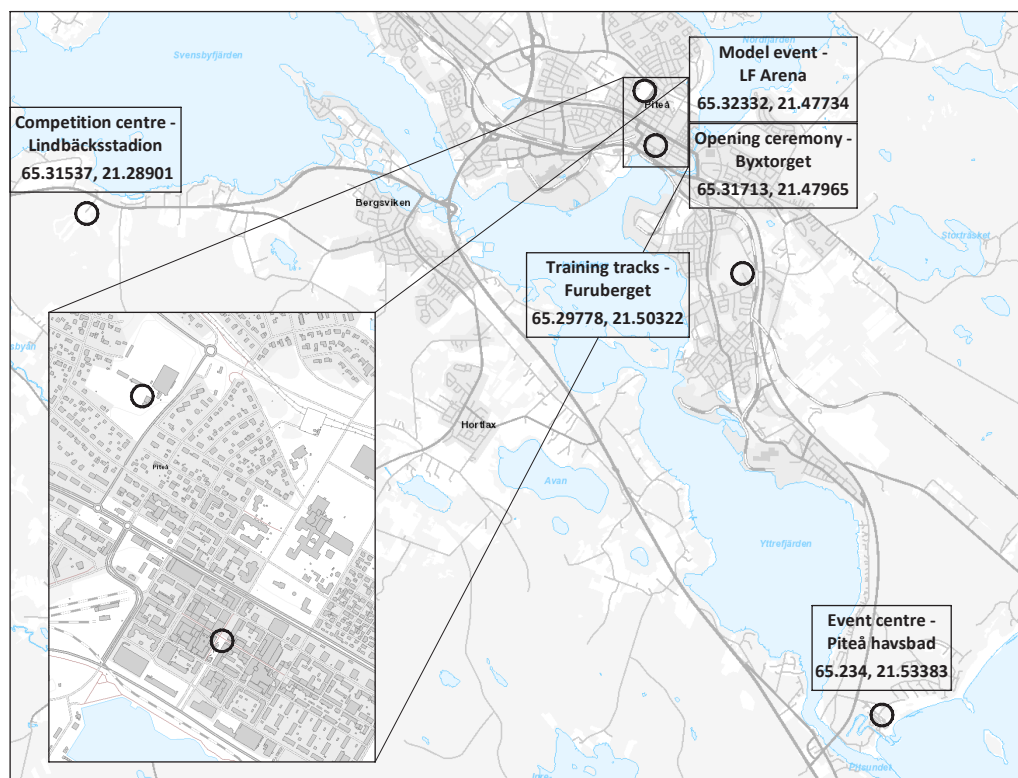 Svensbyfjärden
Model event -
LF Arena
65.32332, 21.47734
Piteå
Competition centre -
Lindbäcksstadion
65.31537, 21.28901
Opening ceremony -
Byxtorget
65.31713, 21.47965
Bergsviken
Storträsket
Training tracks -
Furuberget
65.29778, 21.50322
Hortlax
Piteå
Avan
Yttrefjärden
Event centre -
Piteå havsbad
65.234, 21.53383
Pitsundet